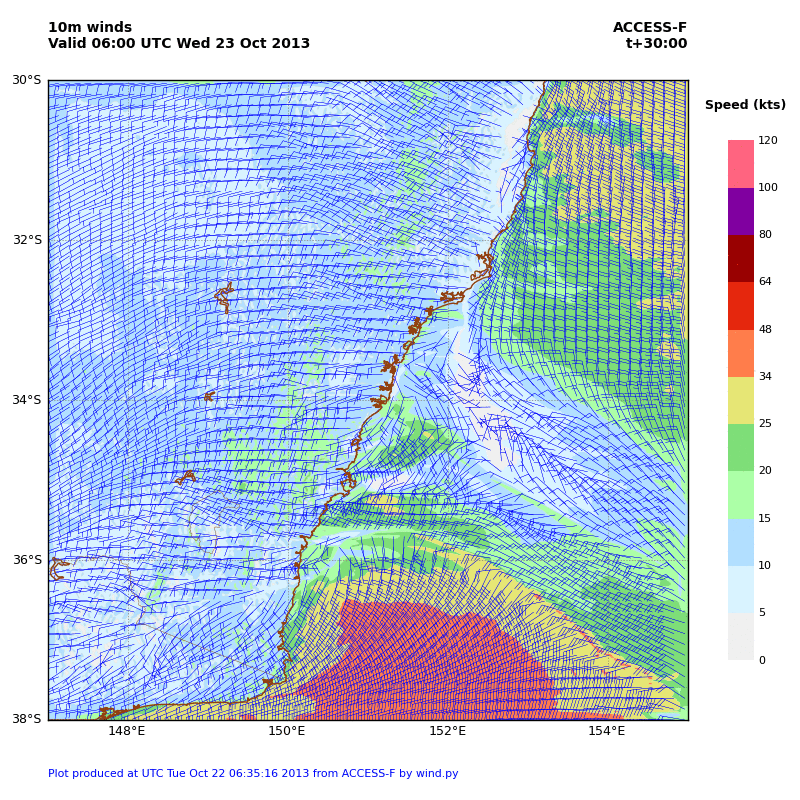 10m winds
ACCESS-F
Valid 06:00 UTC Wed 23 Oct 2013
t+30:00
30°S
32°S
34°S
36°S
38°S
148°E
150°E
152°E
154°E
Speed (kts)
120
100
80
64
48
34
25
20
15
10
5
0
Plot produced at UTC Tue Oct 22 06:35:16 2013 from ACCESS-F by wind.py